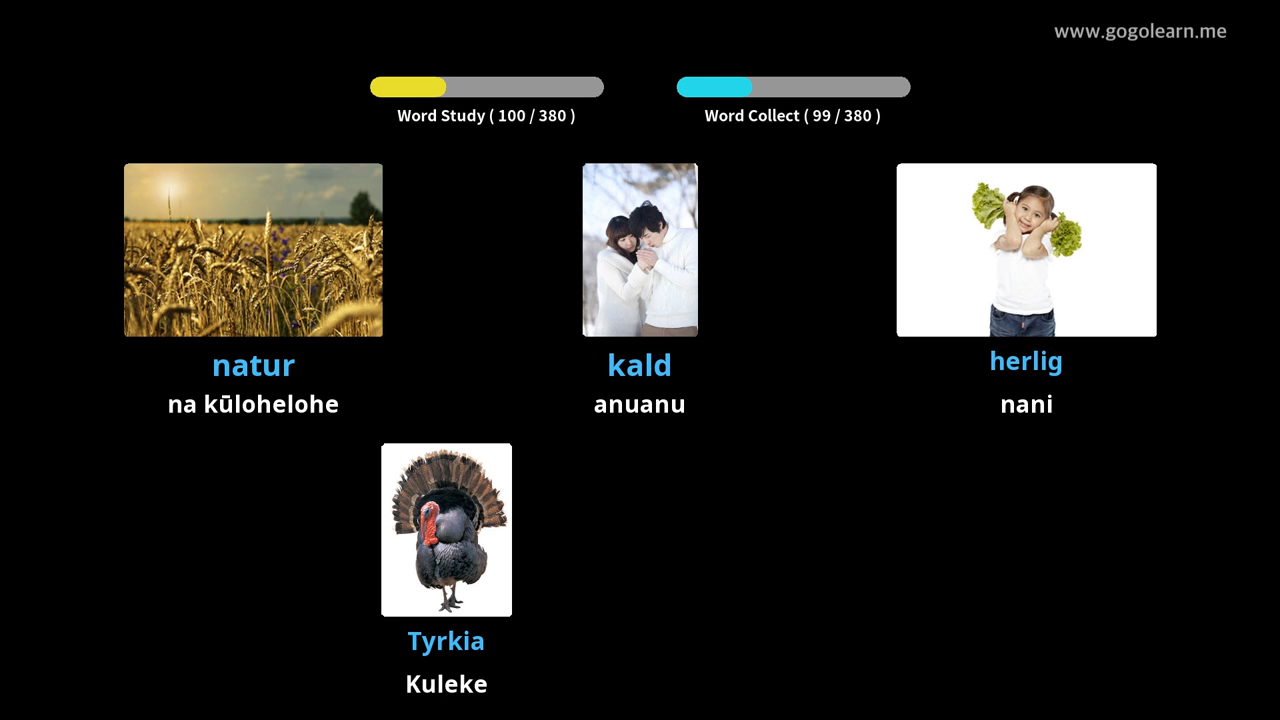 www.gogolearn.me
Word Study ( 100 / 380 )
Word Collect ( 99 / 380 )
natur
na kūlohelohe
kald
anuanu
herlig
nani
Tyrkia
Kuleke